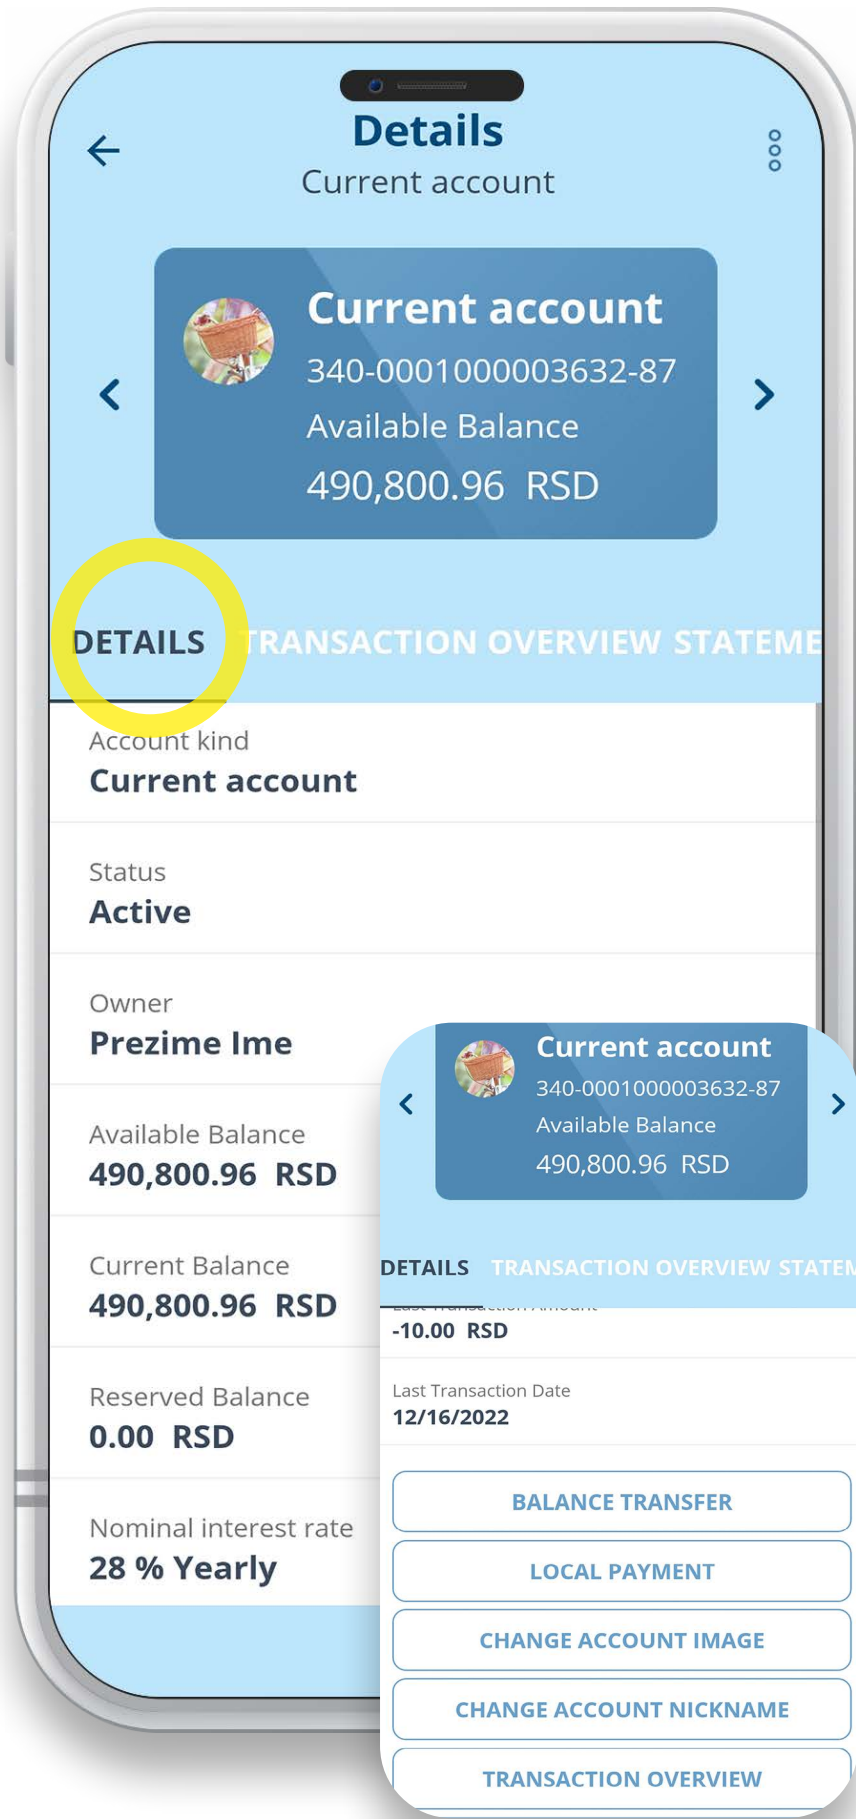 Details
Current account
Current account
340-0001000003632-87
Available Balance
490,800.96 RSD
DETAILS TRANSACTION OVERVIEW STATEME
Account kind
Current account
Status
Active
Owner
Prezime Ime
Available Balance
490,800.96 RSD
Current Balance
490,800.96 RSD
Reserved Balance
0.00 RSD
Nominal interest rate
28 % Yearly
Current account
340-0001000003632-87
Available Balance
490,800.96 RSD
DETAILS TRANSACTION OVERVIEW STATEM
Last Transaction Amount
-10.00 RSD
Last Transaction Date
12/16/2022
BALANCE TRANSFER
LOCAL PAYMENT
CHANGE ACCOUNT IMAGE
CHANGE ACCOUNT NICKNAME
TRANSACTION OVERVIEW